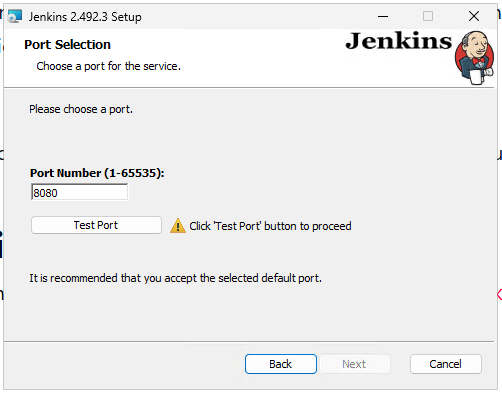 Jenkins 2.492.3 Setup
Port Selection
Jenkins
Choose a port for the service.
Please choose a port.
Port Number (1-65535):
8080
Test Port
Click 'Test Port' button to proceed
It is recommended that you accept the selected default port.
Back
Next
Cancel